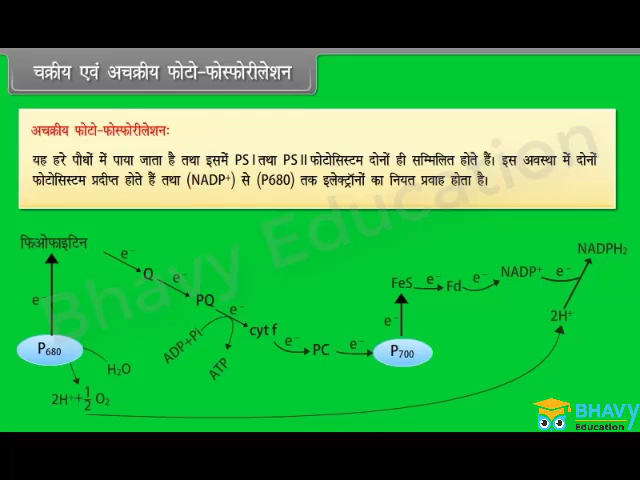 चक्रीय एवं अचक्रीय फोटो-फोस्फोरीलेशन
अचक्रीय फोटो-फोस्फोरीलेशनः
यह हरे पौधों में पाया जाता है तथा इसमें PS I तथा PS II फोटोसिस्टम दोनों ही सम्मिलित होते हैं। इस अवस्था में दोनों
फोटोसिस्टम प्रदीप्त होते हैं तथा (NADP⁺) से (P680) तक इलेक्ट्रॉनों का नियत प्रवाह होता है।
फिओफाइटिन
e⁻
Q
e⁻
PQ
e⁻
cyt f
ADP+Pi
ATP
e⁻
PC
e⁻
e⁻
P₆₈₀
H₂O
2H⁺+½ O₂
P₇₀₀
e⁻
FeS
e⁻
Fd
e⁻
NADP⁺
e⁻
NADPH₂
2H⁺
Bhavy Education
BHAVY
Education